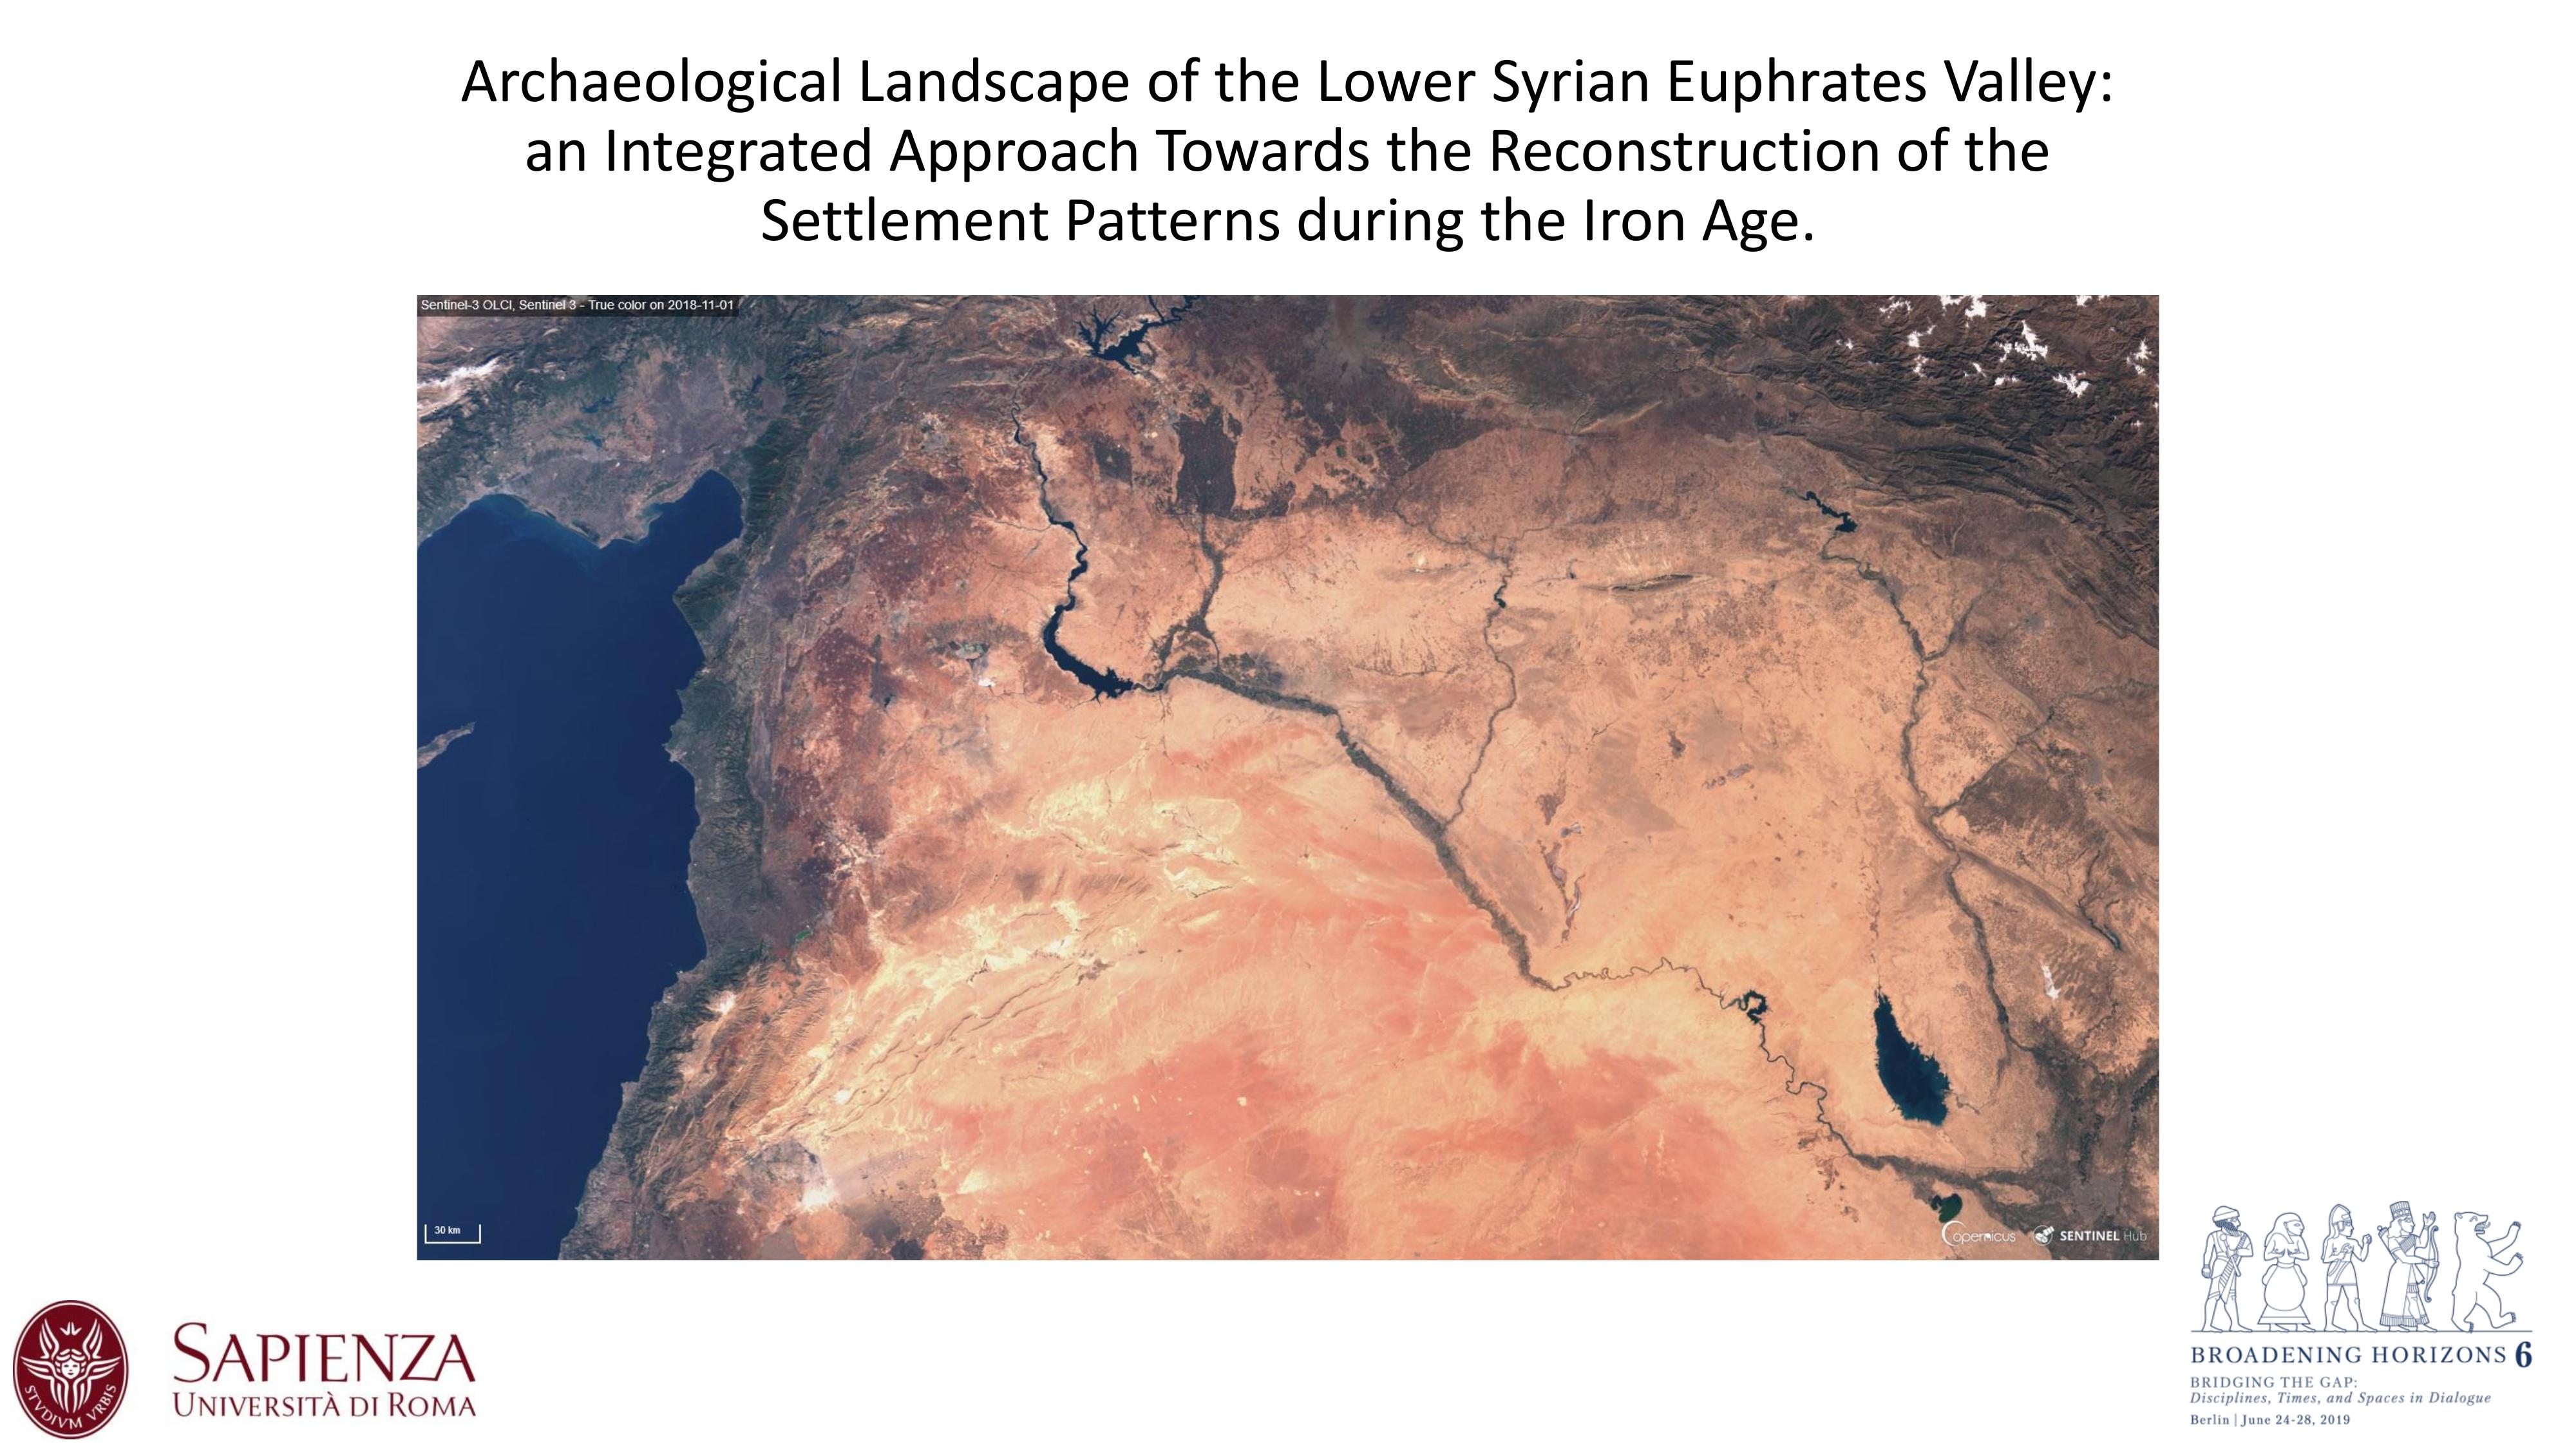 Archaeological Landscape of the Lower Syrian Euphrates Valley:
an Integrated Approach Towards the Reconstruction of the
Settlement Patterns during the Iron Age.
Sentinel-3 OLCI, Sentinel 3 - True color on 2018-11-01
30 km
Copernicus
SENTINEL Hub
STVDIVM VRBIS
SAPIENZA
UNIVERSITÀ DI ROMA
BROADENING HORIZONS 6
BRIDGING THE GAP:
Disciplines, Times, and Spaces in Dialogue
Berlin | June 24-28, 2019